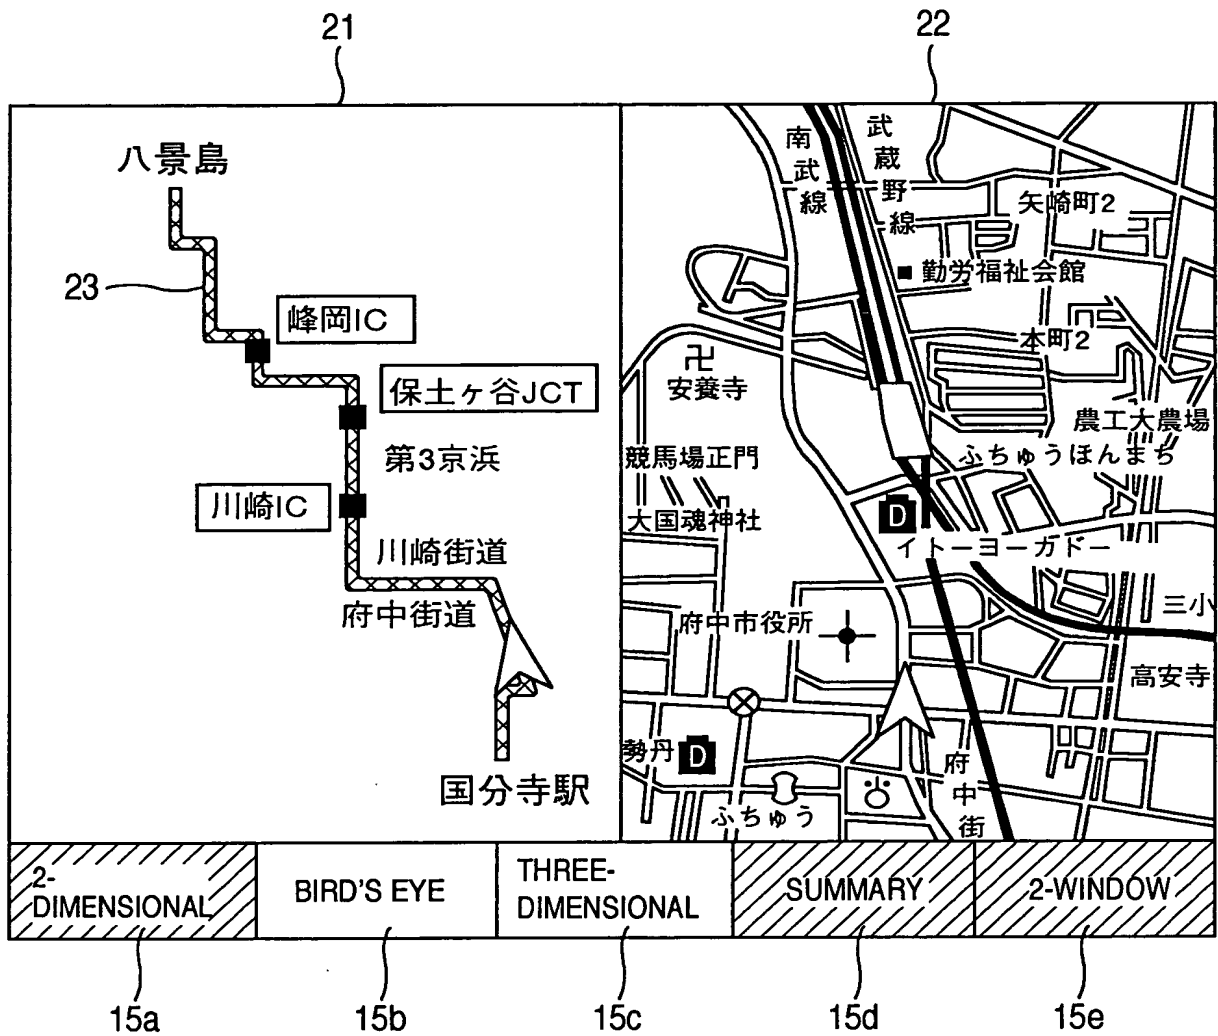 21
22
八景島
23
峰岡IC
保土ヶ谷JCT
第3京浜
川崎IC
川崎街道
府中街道
国分寺駅
南武線
武蔵野線
矢崎町2
勤労福祉会館
本町2
安養寺
農工大農場
ふちゅうほんまち
競馬場正門
大国魂神社
D
イトーヨーカドー
三小
府中市役所
高安寺
勢丹
D
府中街
ふちゅう
2-
DIMENSIONAL
BIRD'S EYE
THREE-
DIMENSIONAL
SUMMARY
2-WINDOW
15a
15b
15c
15d
15e